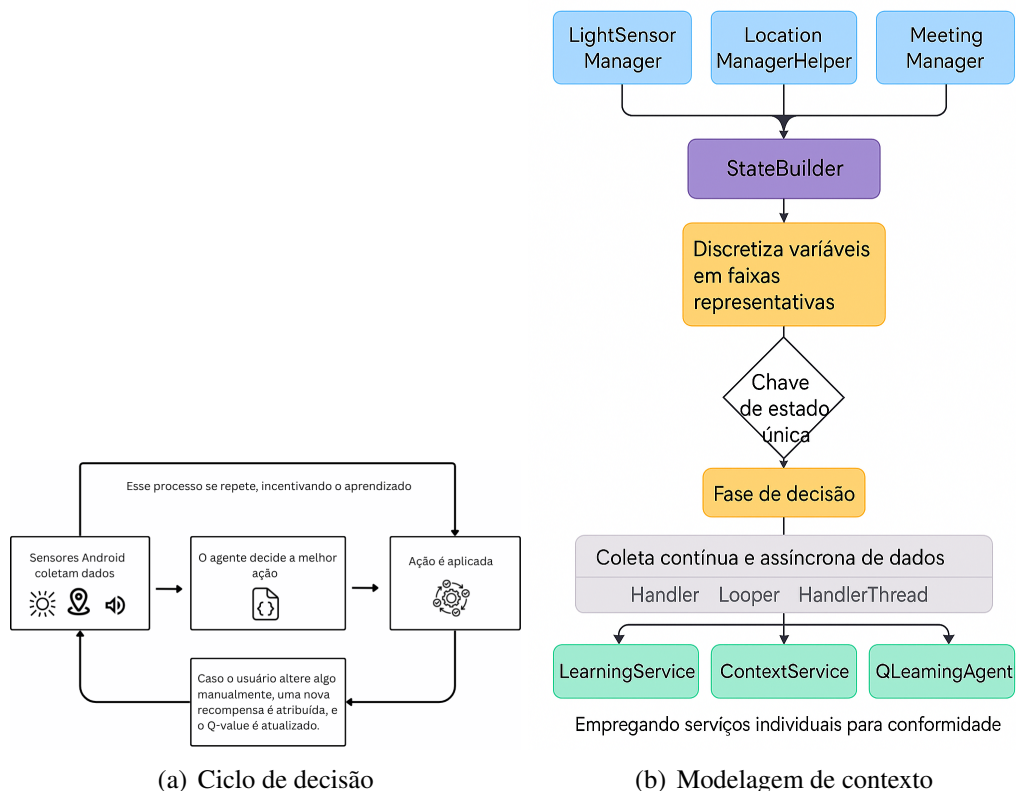 Esse processo se repete, incentivando o aprendizado
Sensores Android
coletam dados
O agente decide a melhor
ação
Ação é aplicada
Caso o usuário altere algo
manualmente, uma nova
recompensa é atribuída, e
o Q-value é atualizado.
(a) Ciclo de decisão
LightSensor
Manager
Location
ManagerHelper
Meeting
Manager
StateBuilder
Discretiza varíáveis
em faixas
representativas
Chave
de estado
única
Fase de decisão
Coleta contínua e assíncrona de dados
Handler Looper HandlerThread
LearningService
ContextService
QLeamingAgent
Empregando servíços individuais para conformidade
(b) Modelagem de contexto